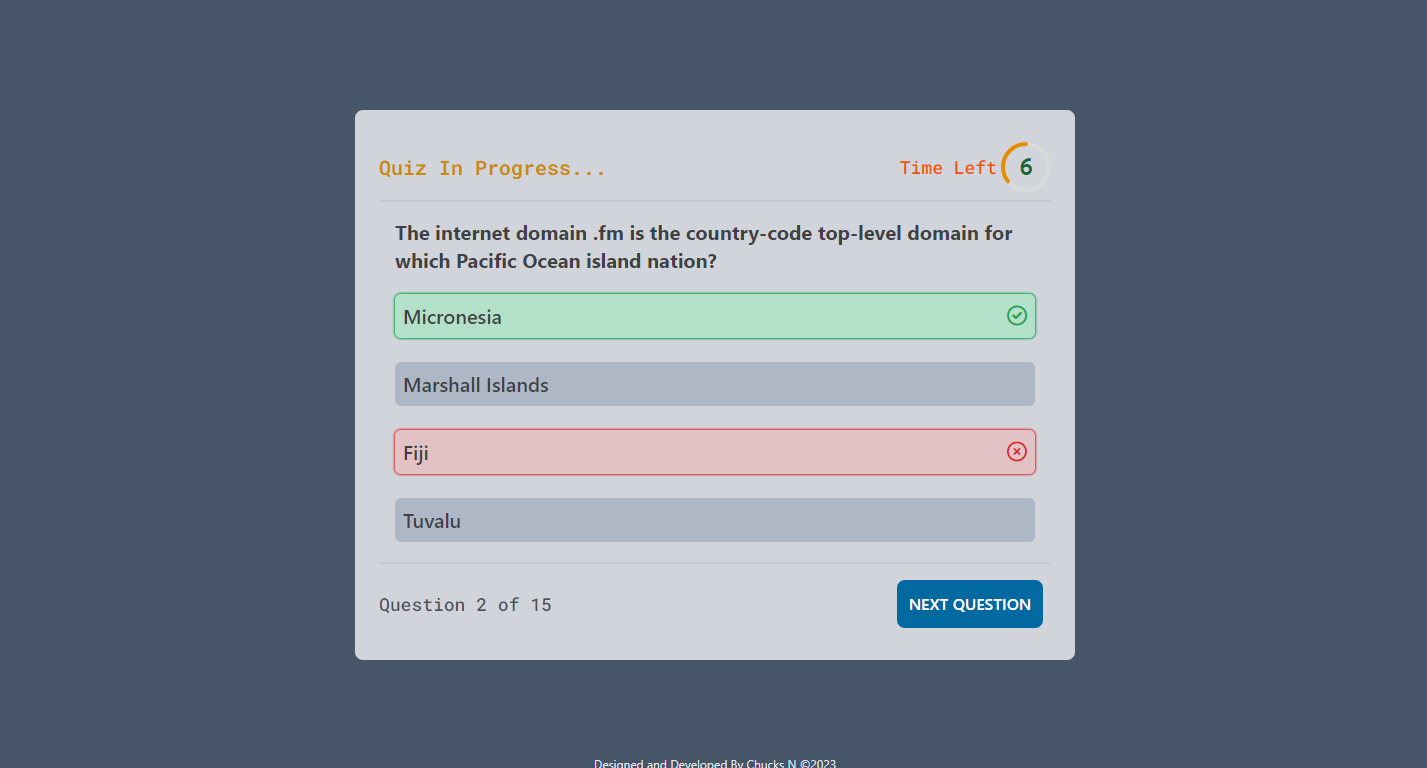 Quiz In Progress...
Time Left 6
The internet domain .fm is the country-code top-level domain for
which Pacific Ocean island nation?
Micronesia
Marshall Islands
Fiji
Tuvalu
Question 2 of 15
NEXT QUESTION
Designed and Developed By Chucks N ©2023